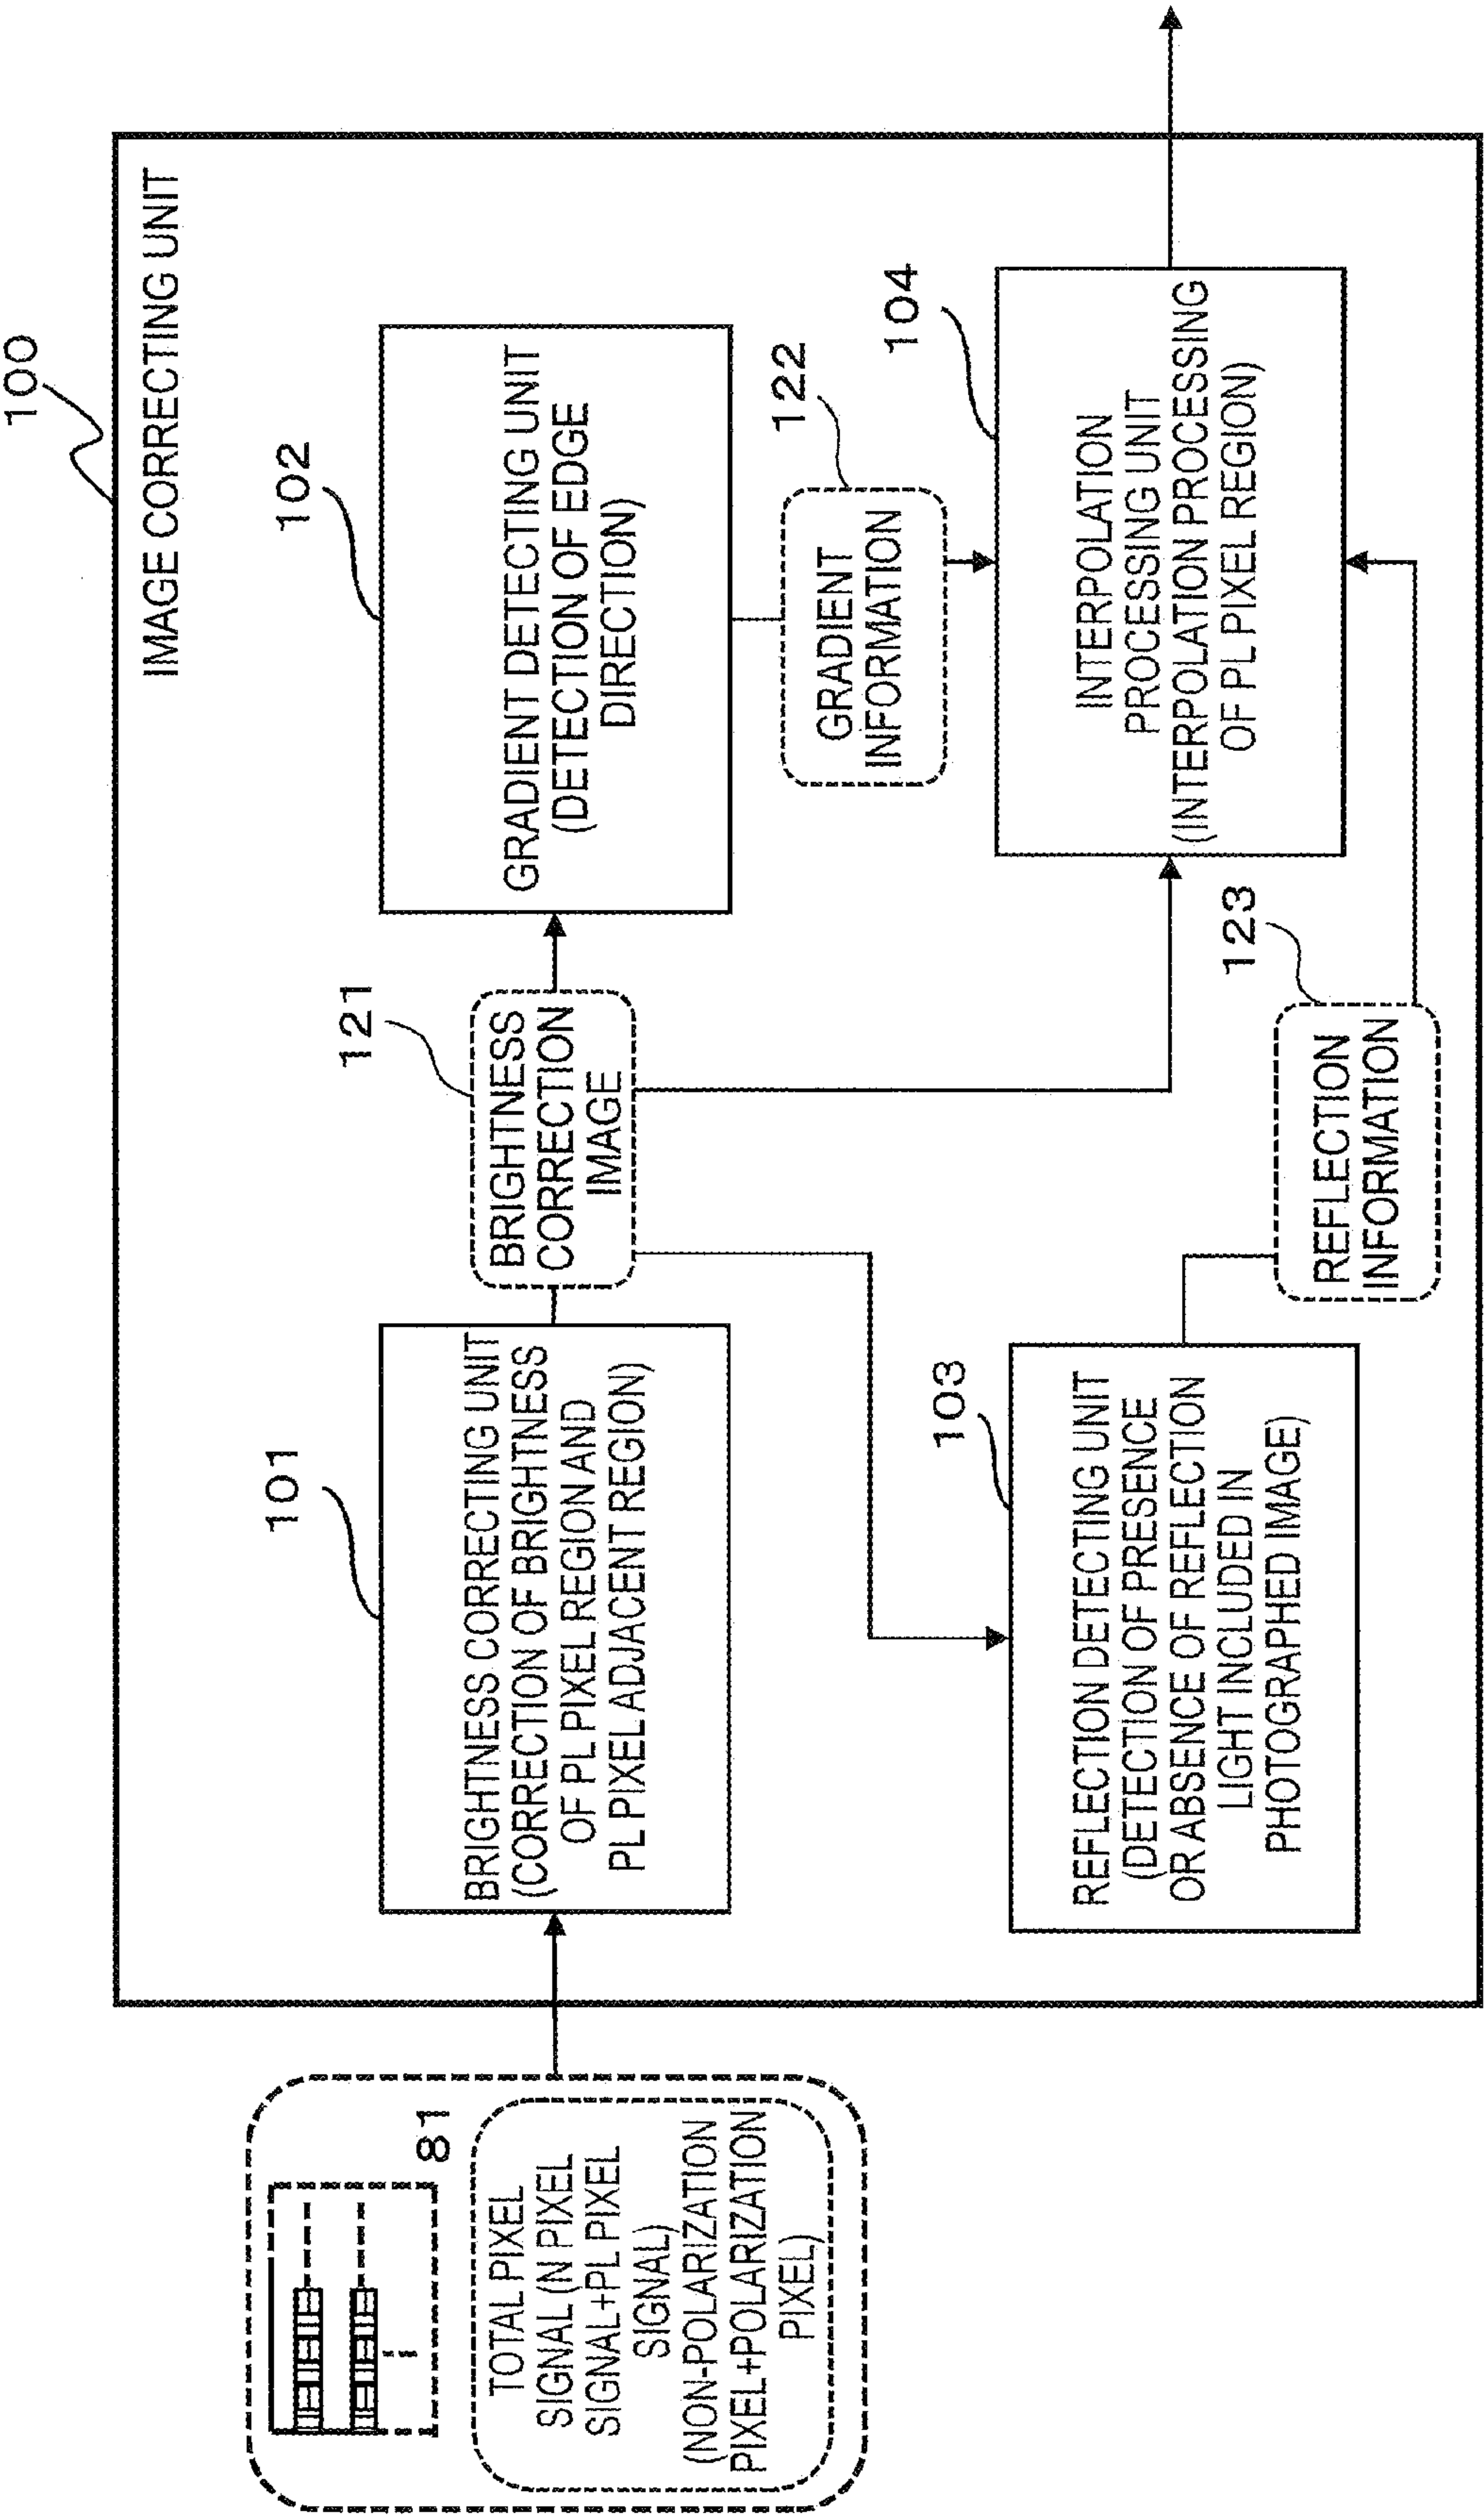 100
IMAGE CORRECTING UNIT
81
TOTAL PIXEL
SIGNAL (N PIXEL
SIGNAL+PL PIXEL
SIGNAL)
(NON-POLARIZATION
PIXEL+POLARIZATION
PIXEL)
101
BRIGHTNESS CORRECTING UNIT
(CORRECTION OF BRIGHTNESS
OF PL PIXEL REGION AND
PL PIXEL ADJACENT REGION)
121
BRIGHTNESS
CORRECTION
IMAGE
102
GRADIENT DETECTING UNIT
(DETECTION OF EDGE
DIRECTION)
122
GRADIENT
INFORMATION
103
REFLECTION DETECTING UNIT
(DETECTION OF PRESENCE
OR ABSENCE OF REFLECTION
LIGHT INCLUDED IN
PHOTOGRAPHED IMAGE)
123
REFLECTION
INFORMATION
104
INTERPOLATION
PROCESSING UNIT
(INTERPOLATION PROCESSING
OF PL PIXEL REGION)